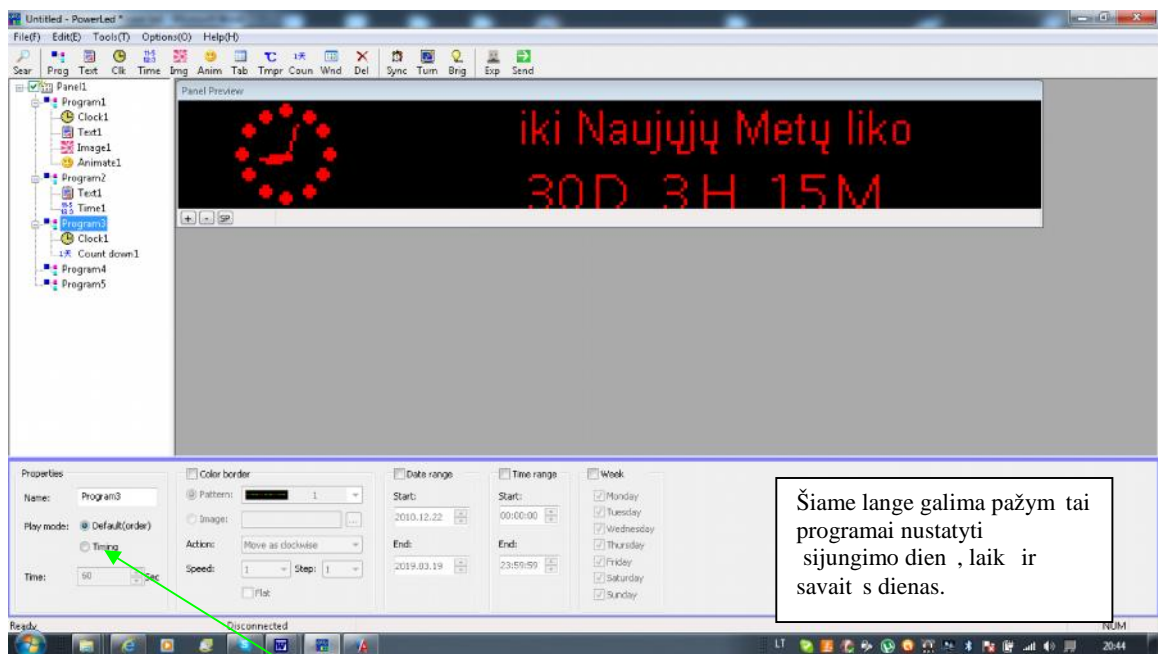 Untitled - PowerLed *
File(F) Edit(E) Tools(T) Options(O) Help(H)
Sear Prog Text Clk Time Img Anim Tab Tmpr Coun Wnd Del Sync Turn Brig Exp Send
Panel1
Program1
Clock1
Text1
Image1
Animate1
Program2
Text1
Time1
Program3
Clock1
1天 Count down1
Program4
Program5
Panel Preview
iki Naujųjų Metų liko
30D 3H 15M
+ - SP
Properties
Name: Program3
Play mode: Default(order)
Timing
Time: 60 Sec
Color border
Pattern: 1
Image: ...
Action: Move as clockwise
Speed: 1 Step: 1
Flat
Date range
Start:
2010.12.22
End:
2019.03.19
Time range
Start:
00:00:00
End:
23:59:59
Week
Monday
Tuesday
Wednesday
Thursday
Friday
Saturday
Sunday
Šiame lange galima pažym tai
programai nustatyti
sijungimo dien , laik ir
savait s dienas.
Ready Disconnected NUM
LT 20:44